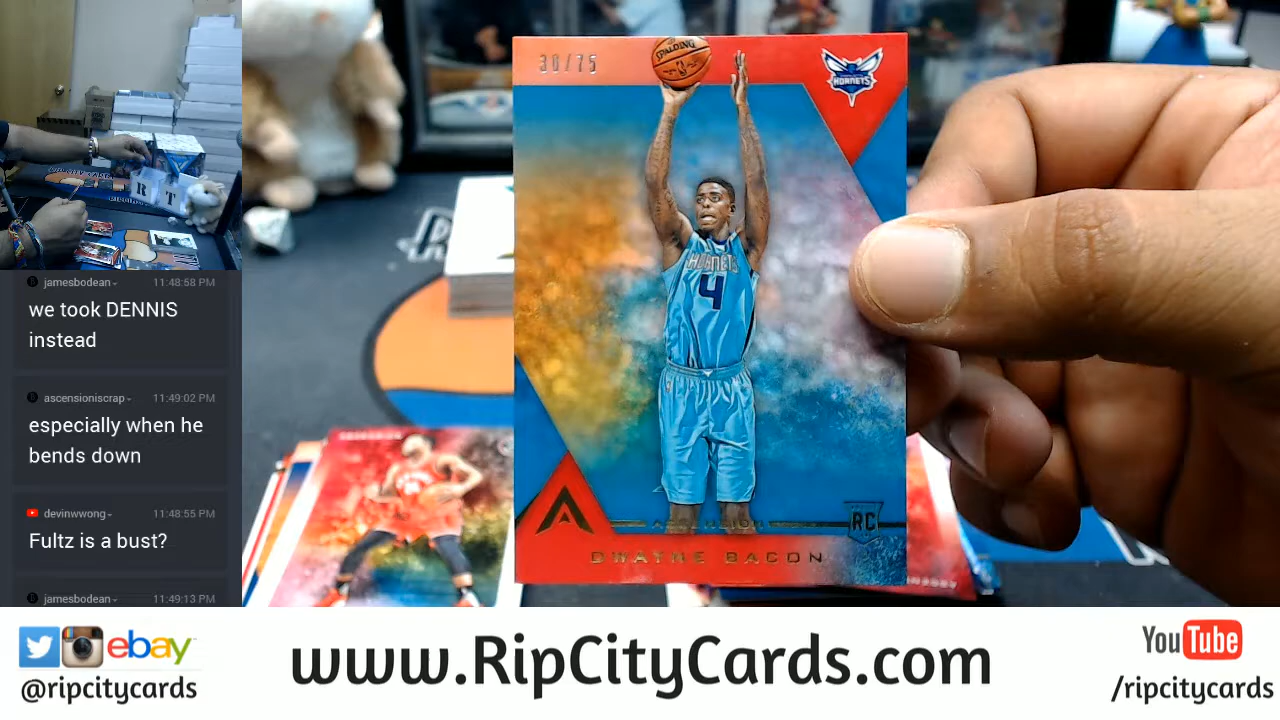 jamesbodean
11:48:58 PM
we took DENNIS
instead
ascensioniscrap
11:49:02 PM
especially when he
bends down
devinwwong
11:48:55 PM
Fultz is a bust?
jamesbodean
11:49:13 PM
R T
30/75
SPALDING
HORNETS
HORNETS
4
RC
ASCENSION
DWAYNE BACON
ebay
@ripcitycards
www.RipCityCards.com
YouTube
/ripcitycards